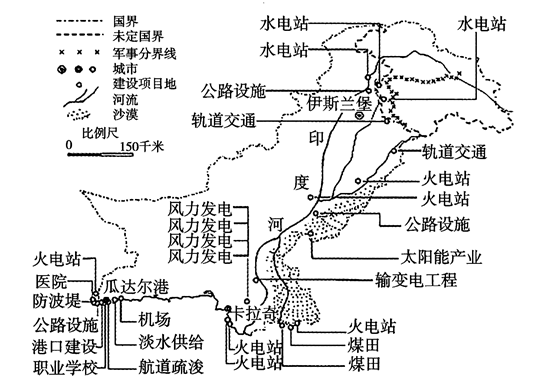 国界
未定国界
军事分界线
城市
建设项目地
河流
沙漠
比例尺
0 150千米
水电站
水电站
水电站
公路设施
伊斯兰堡
轨道交通
轨道交通
印
度
河
火电站
火电站
公路设施
太阳能产业
输变电工程
风力发电
风力发电
风力发电
风力发电
火电站
医院
瓜达尔港
防波堤
公路设施
港口建设
职业学校
机场
淡水供给
航道疏浚
卡拉奇
火电站
火电站
火电站
煤田
煤田